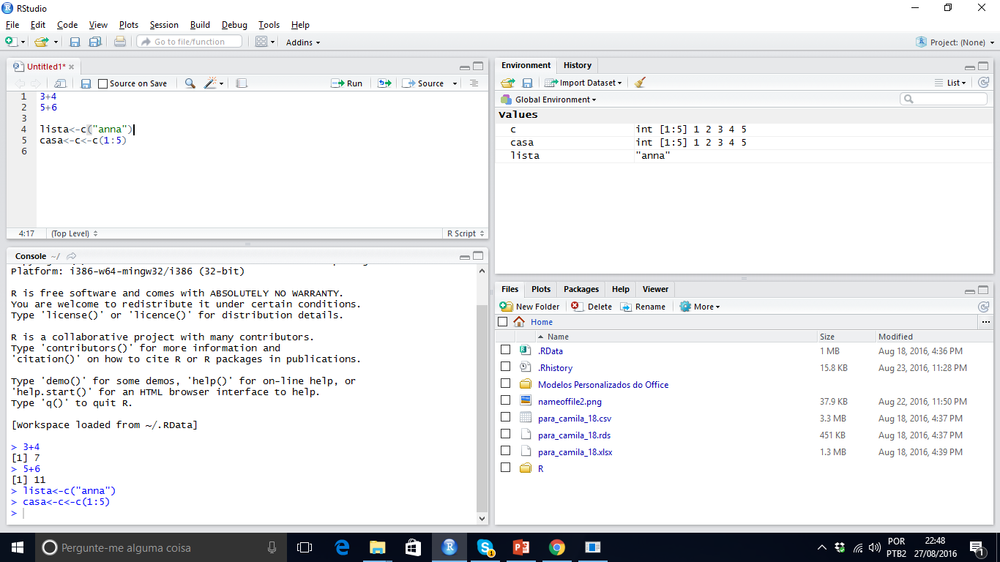 RStudio
File Edit Code View Plots Session Build Debug Tools Help
Go to file/function Addins Project: (None)
Untitled1*
Source on Save Run Source
1 3+4
2 5+6
3
4 lista<-c("anna")
5 casa<-c<-c(1:5)
6
4:17 (Top Level) R Script
Console ~/
Platform: i386-w64-mingw32/i386 (32-bit)
R is free software and comes with ABSOLUTELY NO WARRANTY.
You are welcome to redistribute it under certain conditions.
Type 'license()' or 'licence()' for distribution details.
R is a collaborative project with many contributors.
Type 'contributors()' for more information and
'citation()' on how to cite R or R packages in publications.
Type 'demo()' for some demos, 'help()' for on-line help, or
'help.start()' for an HTML browser interface to help.
Type 'q()' to quit R.
[Workspace loaded from ~/.RData]
> 3+4
[1] 7
> 5+6
[1] 11
> lista<-c("anna")
> casa<-c<-c(1:5)
>
Environment History
Import Dataset List
Global Environment
Values
c int [1:5] 1 2 3 4 5
casa int [1:5] 1 2 3 4 5
lista "anna"
Files Plots Packages Help Viewer
New Folder Delete Rename More
Home
Name Size Modified
.RData 1 MB Aug 18, 2016, 4:36 PM
.Rhistory 15.8 KB Aug 23, 2016, 11:28 PM
Modelos Personalizados do Office
nameoffile2.png 37.9 KB Aug 22, 2016, 11:50 PM
para_camila_18.csv 3.3 MB Aug 18, 2016, 4:37 PM
para_camila_18.rds 451 KB Aug 18, 2016, 4:37 PM
para_camila_18.xlsx 1.3 MB Aug 18, 2016, 4:39 PM
R
Pergunte-me alguma coisa
POR
PTB2
22:48
27/08/2016
1